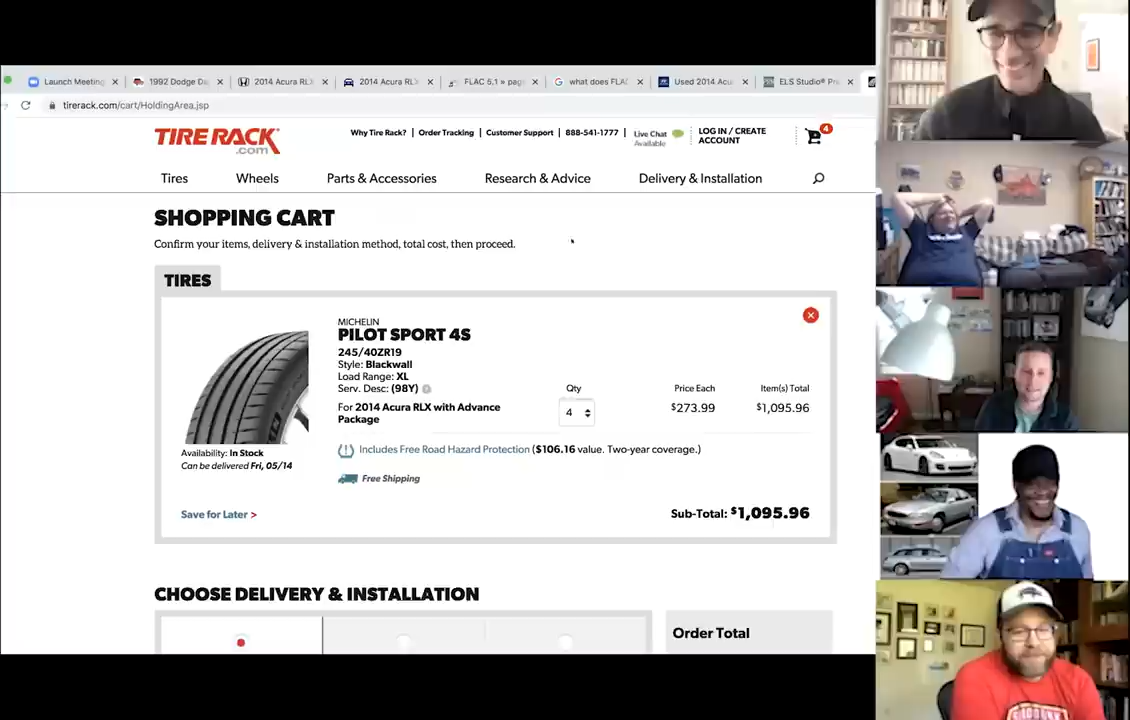 Launch Meeting
1992 Dodge Da
2014 Acura RLX
2014 Acura RL
FLAC 5.1 » page
what does FLAC
Used 2014 Acu
ELS Studio® Pre
tirerack.com/cart/HoldingArea.jsp
TIRE RACK
.com
Why Tire Rack?
Order Tracking
Customer Support
888-541-1777
Live Chat
Available
LOG IN / CREATE
ACCOUNT
4
Tires
Wheels
Parts & Accessories
Research & Advice
Delivery & Installation
SHOPPING CART
Confirm your items, delivery & installation method, total cost, then proceed.
TIRES
MICHELIN
PILOT SPORT 4S
245/40ZR19
Style: Blackwall
Load Range: XL
Serv. Desc: (98Y)
For 2014 Acura RLX with Advance
Package
Qty
4
Price Each
$273.99
Item(s) Total
$1,095.96
Includes Free Road Hazard Protection ($106.16 value. Two-year coverage.)
Free Shipping
Availability: In Stock
Can be delivered Fri, 05/14
Save for Later >
Sub-Total: $1,095.96
CHOOSE DELIVERY & INSTALLATION
Order Total